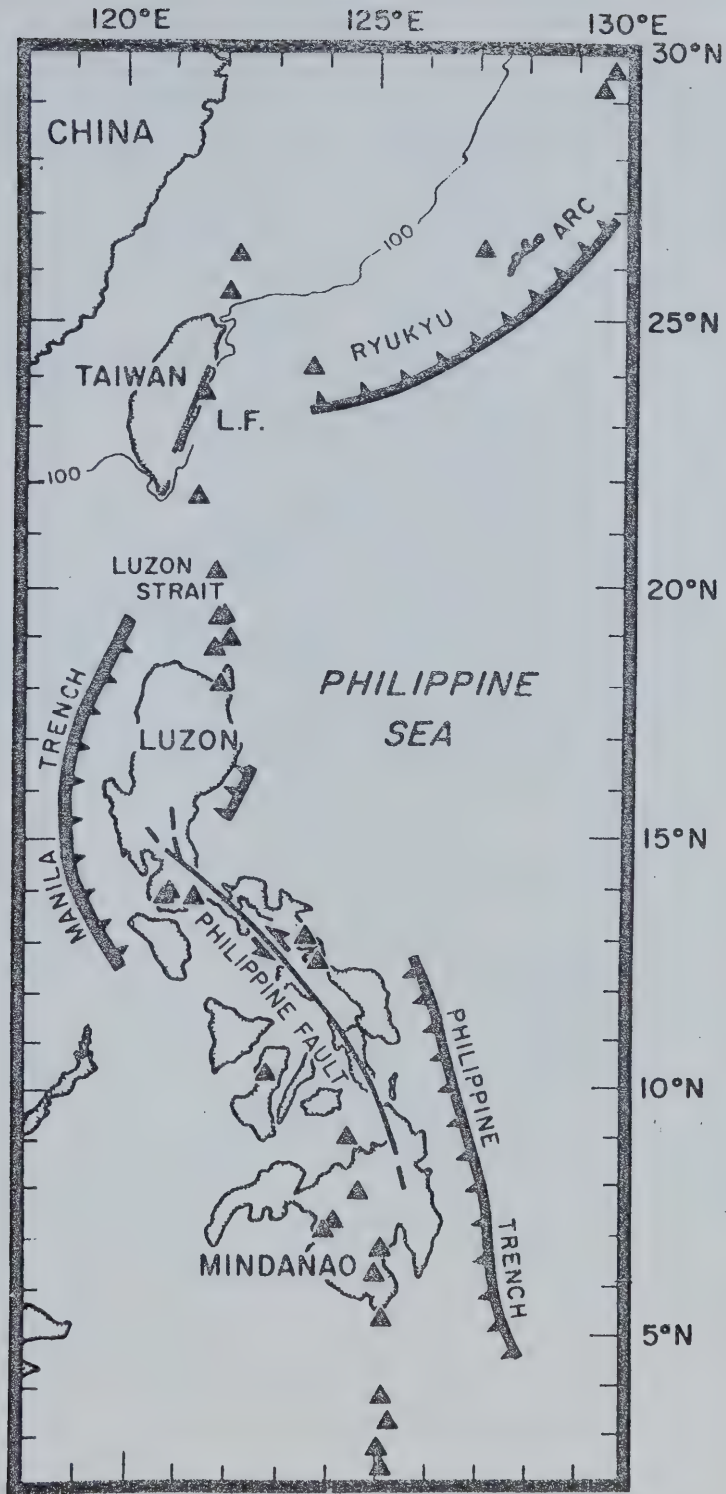 120°E 125°E 130°E
30°N
CHINA
100
ARC
RYUKYU
25°N
TAIWAN
L.F.
100
LUZON
STRAIT
20°N
PHILIPPINE
SEA
TRENCH
LUZON
15°N
MANILA
PHILIPPINE FAULT
PHILIPPINE
10°N
TRENCH
MINDAÑAO
5°N